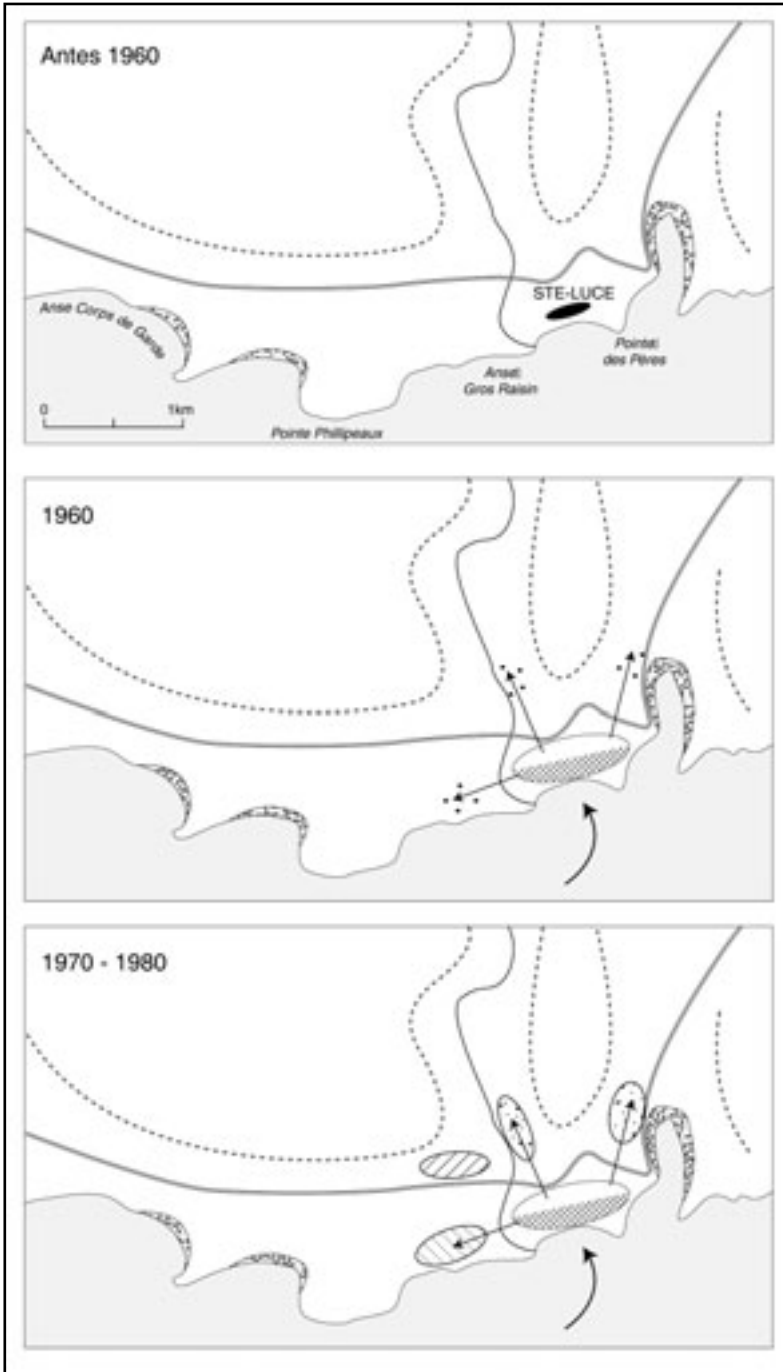 Antes 1960
STE-LUCE
Anse Corps de Garde
Pointe
des Pères
Anse
Gros Raisin
0 1km
Pointe Phillipeaux
1960
1970 - 1980